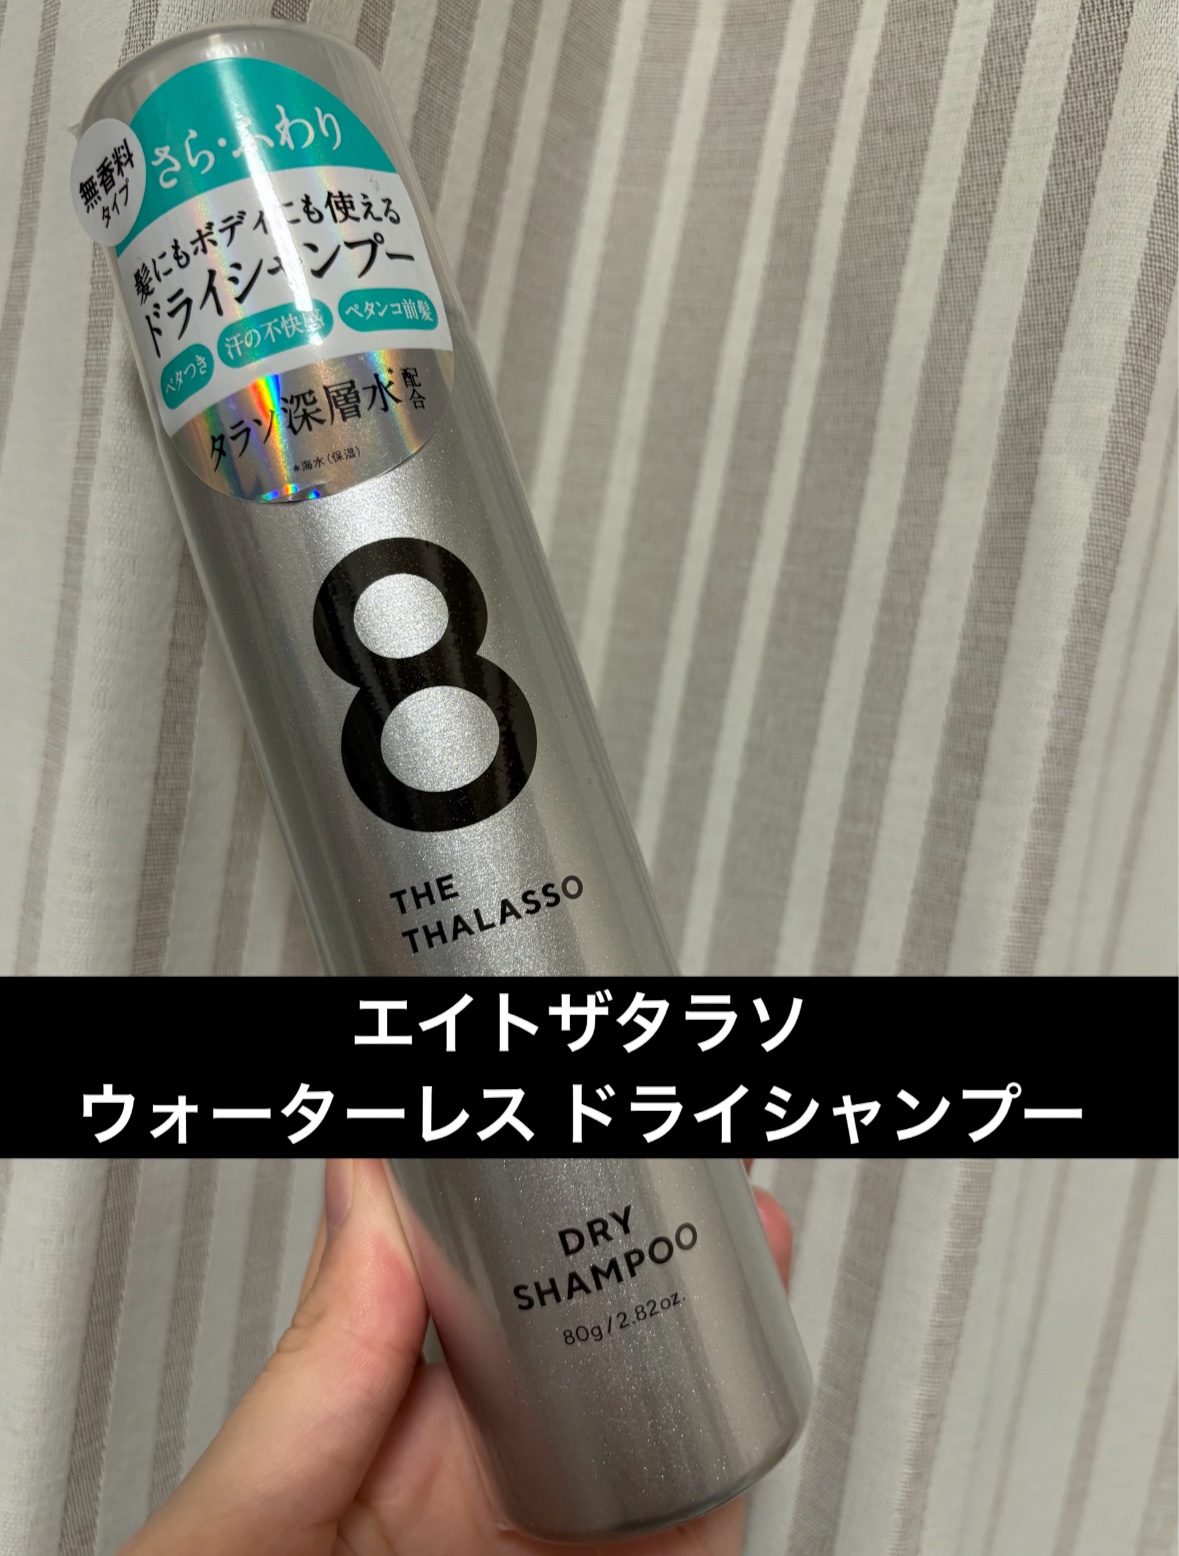 さら・ふわり
無香料
タイプ
髪にもボディにも使える
ドライシャンプー
ベタつき 汗の不快感 ペタンコ前髪
タラソ深層水*配合
*海水(保湿)
8
THE
THALASSO
エイトザタラソ
ウォーターレス ドライシャンプー
DRY
SHAMPOO
80g/2.82oz.